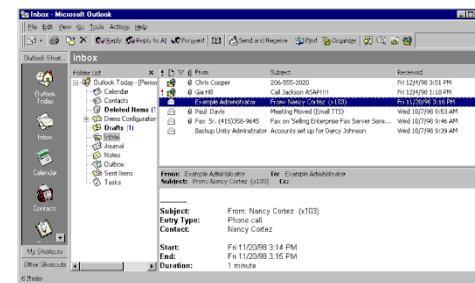 Inbox - Microsoft Outlook
File Edit View Go Tools Actions Help
Reply Reply to All Forward Send and Receive Find Organize
Outlook Short... Inbox
Folder List From Subject Received
Outlook Today - [Person Chris Cooper 206-555-2020 Fri 12/4/98 3:51 PM
Outlook Today Calendar Gia Hill Call Jackson ASAP!!!! Fri 12/4/98 1:18 PM
Contacts Example Administrator From: Nancy Cortez (x103) Fri 11/20/98 3:16 PM
Deleted Items (1 Paul Davis Meeting Moved (Email TTS) Wed 10/7/98 9:53 AM
Demo Configuration Fax Sr. (415)356-9645 Fax on 'Selling Enterprise Fax Server Sem... Wed 10/7/98 9:46 AM
Drafts (1) Backup Unity Administrator Accounts set up for Darcy Johnson Wed 10/7/98 9:39 AM
Inbox Inbox
Journal
Notes
Outbox
Calendar Sent Items From: Example Administrator To: Example Administrator
Tasks Subject: From: Nancy Cortez (x103) Cc:
Contacts
Subject: From: Nancy Cortez (x103)
Entry Type: Phone call
Contact: Nancy Cortez
My Shortcuts Start: Fri 11/20/98 3:14 PM
End: Fri 11/20/98 3:15 PM
Other Shortcuts Duration: 1 minute
6 Items